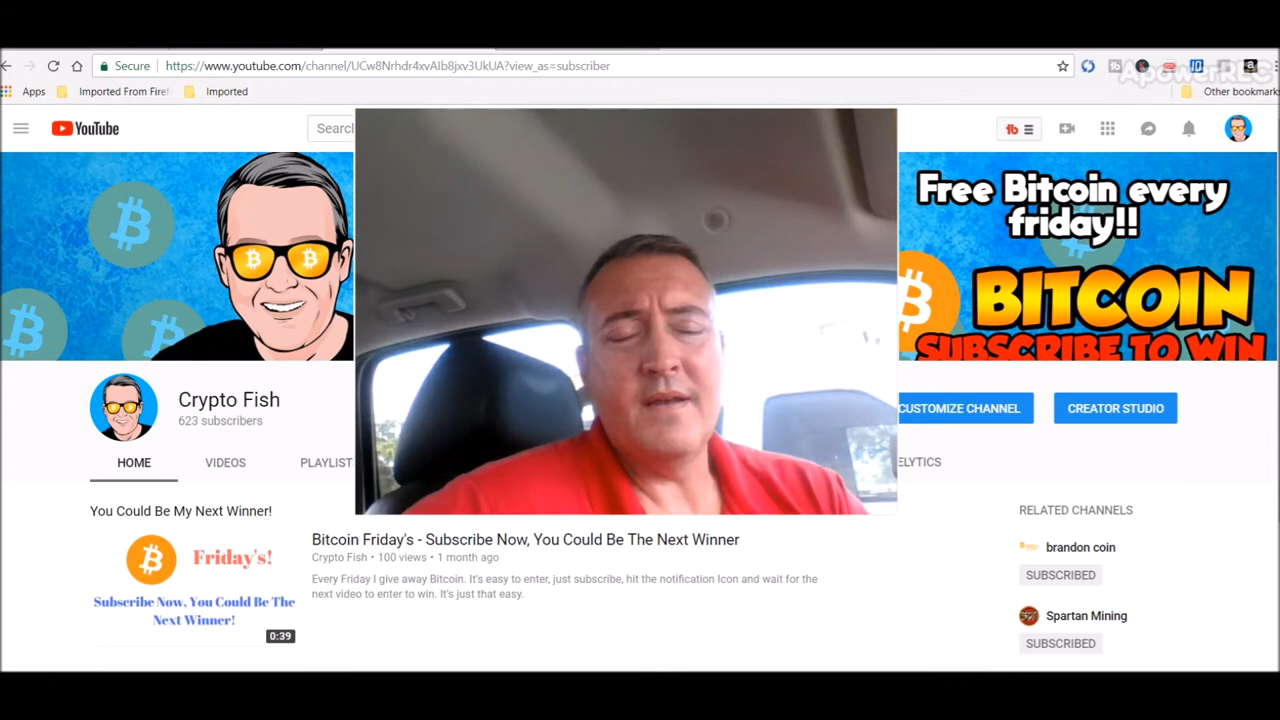 Secure
https://www.youtube.com/channel/UCw8Nrhdr4xvAIb8jxv3UkUA?view_as=subscriber
ApowerREC
Apps
Imported From Firef
Imported
Other bookmarks
YouTube
Search
tb
Free Bitcoin every
friday!!
BITCOIN
SUBSCRIBE TO WIN
Crypto Fish
623 subscribers
CUSTOMIZE CHANNEL
CREATOR STUDIO
HOME
VIDEOS
PLAYLIST
ELYTICS
You Could Be My Next Winner!
RELATED CHANNELS
Friday's!
Subscribe Now, You Could Be The
Next Winner!
0:39
Bitcoin Friday's - Subscribe Now, You Could Be The Next Winner
Crypto Fish • 100 views • 1 month ago
Every Friday I give away Bitcoin. It's easy to enter, just subscribe, hit the notification Icon and wait for the
next video to enter to win. It's just that easy.
brandon coin
SUBSCRIBED
Spartan Mining
SUBSCRIBED